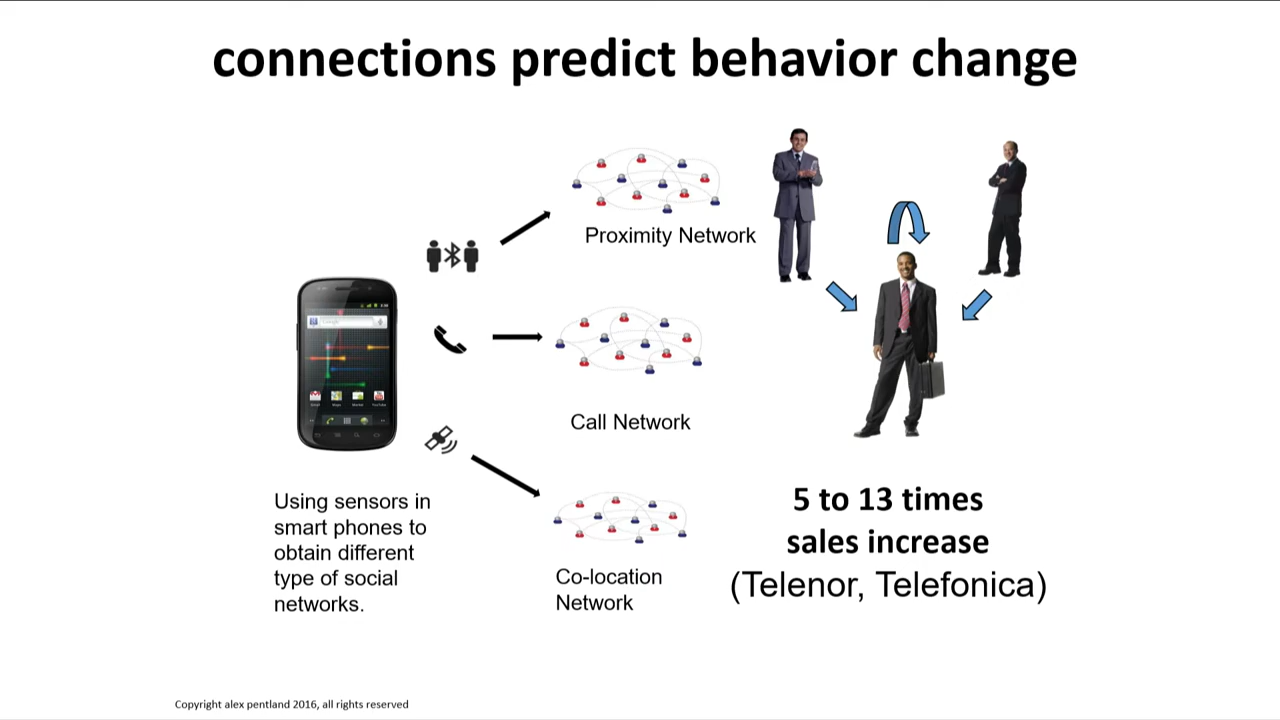 connections predict behavior change
Proximity Network
Call Network
Using sensors in
smart phones to
obtain different
type of social
networks.
Co-location
Network
5 to 13 times
sales increase
(Telenor, Telefonica)
Copyright alex pentland 2016, all rights reserved